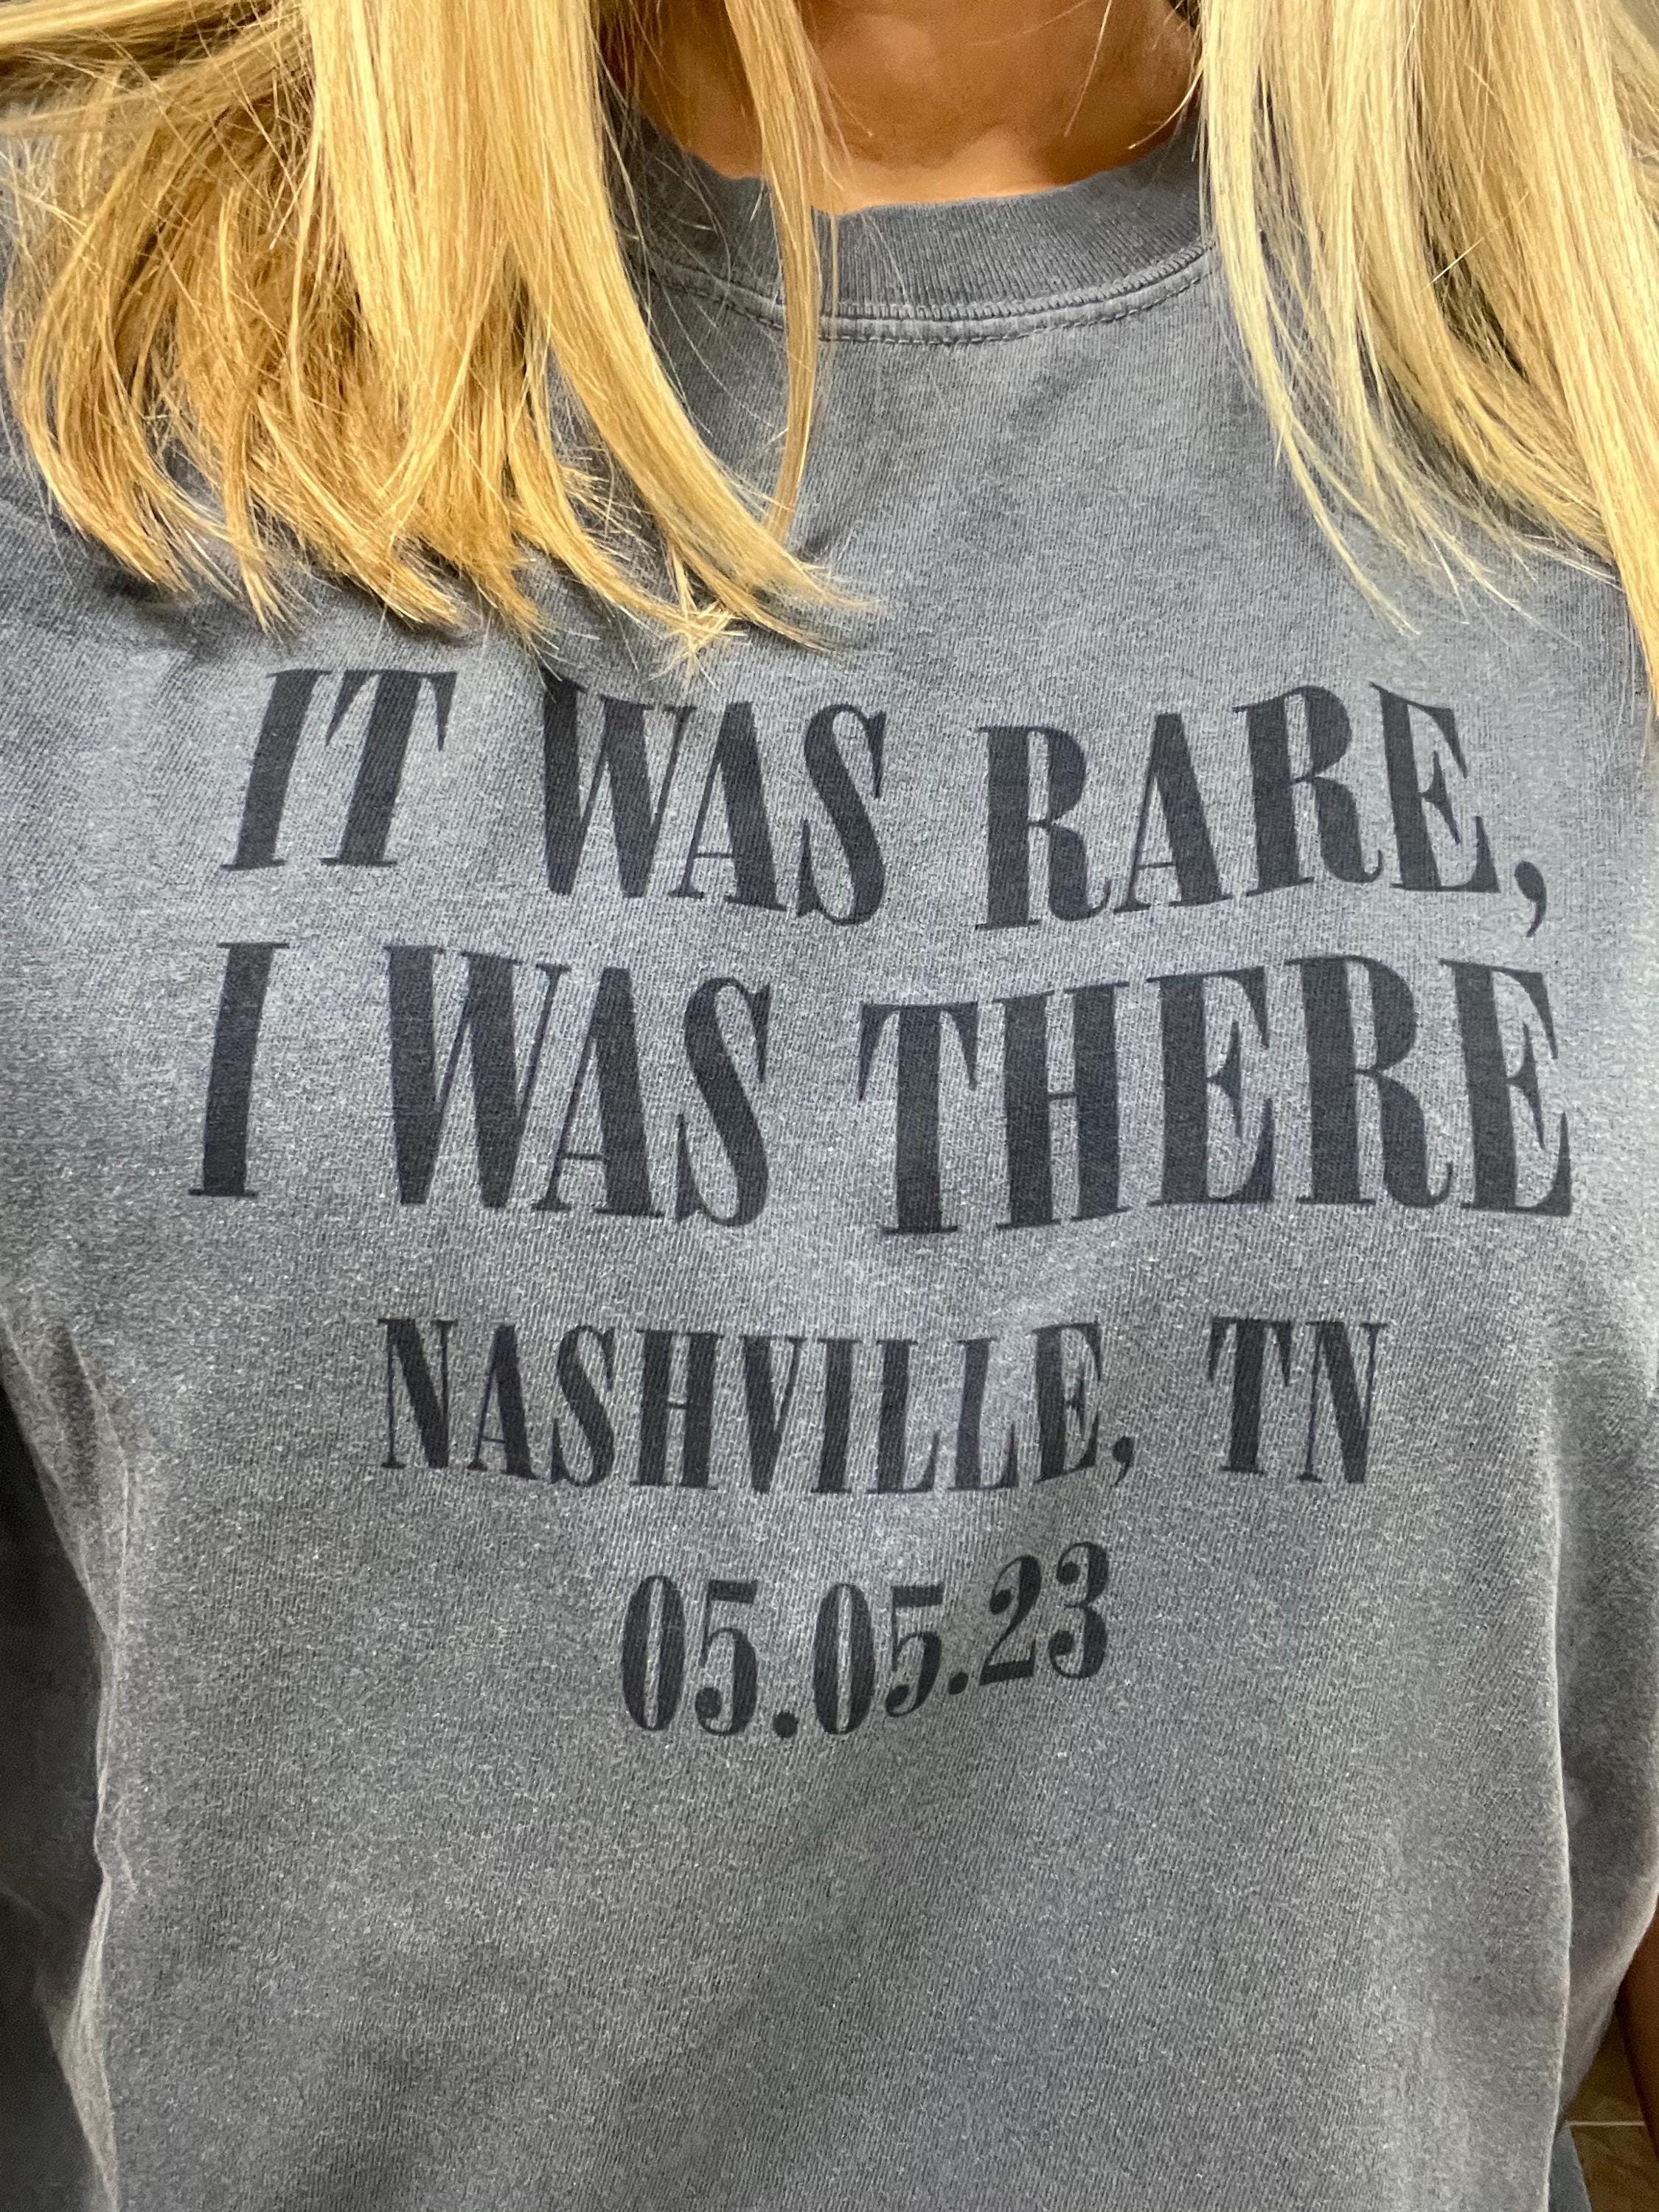 IT WAS RARE,
I WAS THERE
NASHVILLE, TN
05.05.23